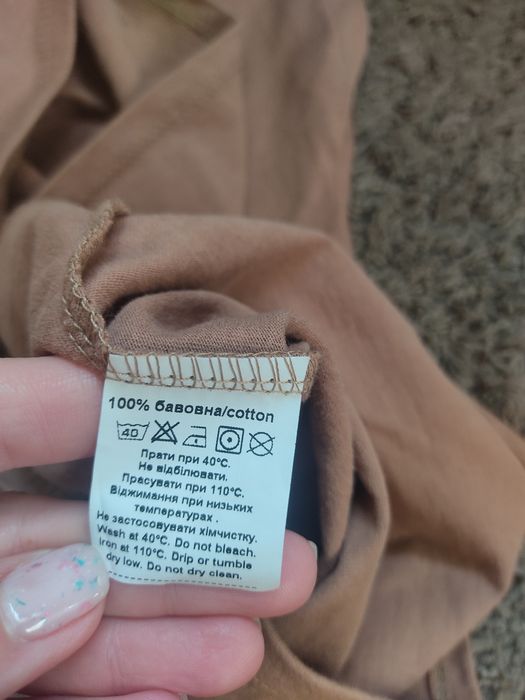 100% бавовна/cotton
40
Прати при 40°C.
Не відбілювати.
Прасувати при 110°C.
Віджимання при низьких
температурах .
Не застосовувати хімчистку.
Wash at 40°C. Do not bleach.
Iron at 110°C. Drip or tumble
dry low. Do not dry clean.